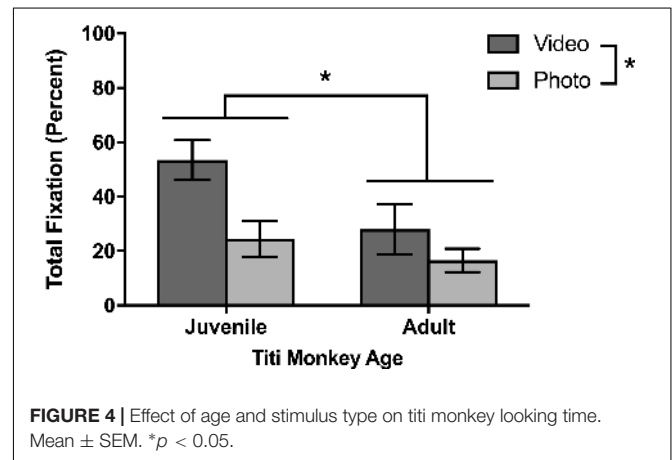 100
80
60
40
20
0
Total Fixation (Percent)
*
Video
Photo
*
Juvenile Adult
Titi Monkey Age
FIGURE 4 | Effect of age and stimulus type on titi monkey looking time.
Mean ± SEM. *p < 0.05.